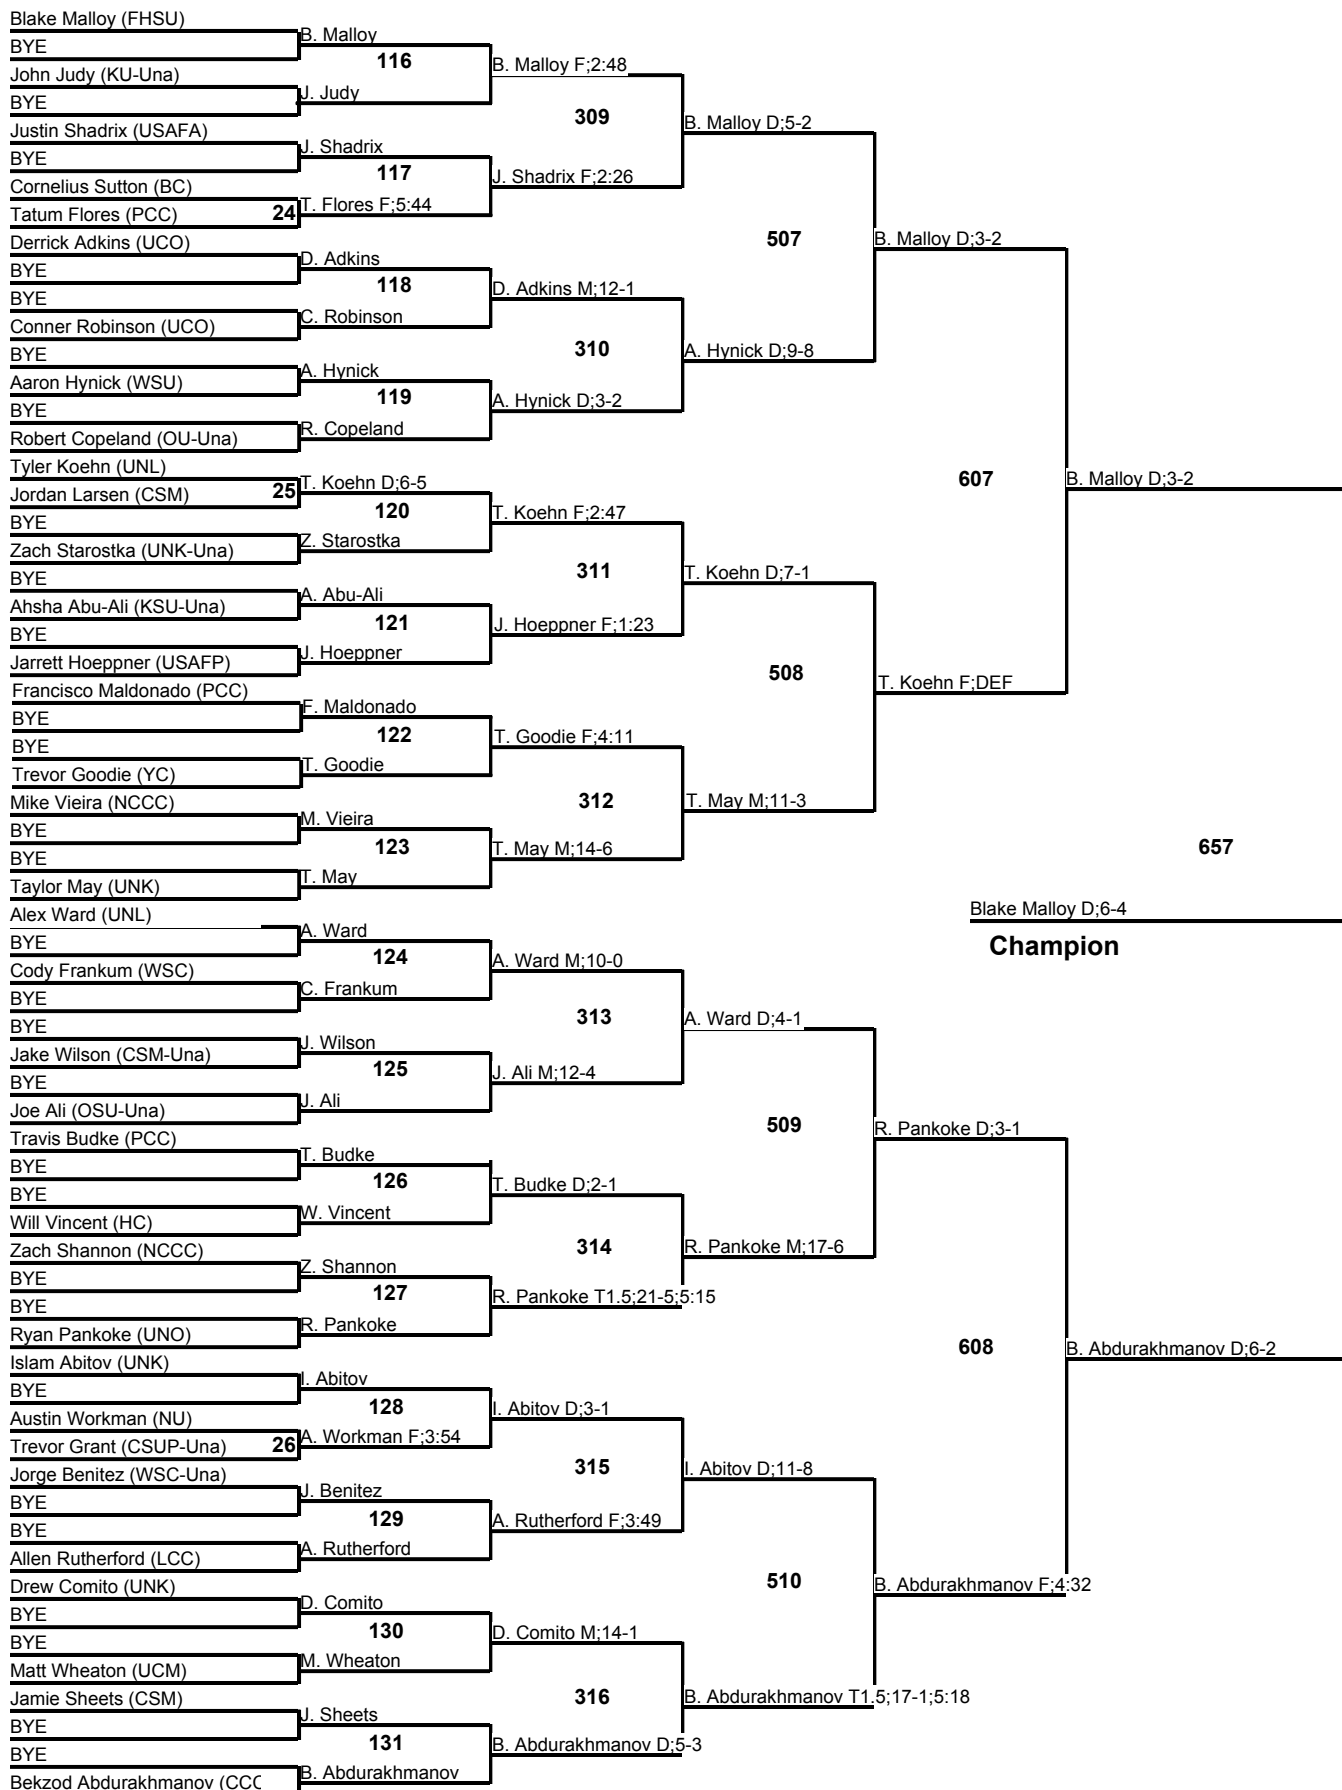 Blake Malloy (FHSU)
BYE
John Judy (KU-Una)
BYE
Justin Shadrix (USAFA)
BYE
Cornelius Sutton (BC)
Tatum Flores (PCC)
Derrick Adkins (UCO)
BYE
BYE
Conner Robinson (UCO)
BYE
Aaron Hynick (WSU)
BYE
Robert Copeland (OU-Una)
Tyler Koehn (UNL)
Jordan Larsen (CSM)
BYE
Zach Starostka (UNK-Una)
BYE
Ahsha Abu-Ali (KSU-Una)
BYE
Jarrett Hoeppner (USAFP)
Francisco Maldonado (PCC)
BYE
BYE
Trevor Goodie (YC)
Mike Vieira (NCCC)
BYE
BYE
Taylor May (UNK)
Alex Ward (UNL)
BYE
Cody Frankum (WSC)
BYE
BYE
Jake Wilson (CSM-Una)
BYE
Joe Ali (OSU-Una)
Travis Budke (PCC)
BYE
BYE
Will Vincent (HC)
Zach Shannon (NCCC)
BYE
BYE
Ryan Pankoke (UNO)
Islam Abitov (UNK)
BYE
Austin Workman (NU)
Trevor Grant (CSUP-Una)
Jorge Benitez (WSC-Una)
BYE
BYE
Allen Rutherford (LCC)
Drew Comito (UNK)
BYE
BYE
Matt Wheaton (UCM)
Jamie Sheets (CSM)
BYE
BYE
Bekzod Abdurakhmanov (CCC
24
25
26
B. Malloy
116
J. Judy
J. Shadrix
117
T. Flores F;5:44
D. Adkins
118
C. Robinson
A. Hynick
119
R. Copeland
T. Koehn D;6-5
120
Z. Starostka
A. Abu-Ali
121
J. Hoeppner
F. Maldonado
122
T. Goodie
M. Vieira
123
T. May
A. Ward
124
C. Frankum
J. Wilson
125
J. Ali
T. Budke
126
W. Vincent
Z. Shannon
127
R. Pankoke
I. Abitov
128
A. Workman F;3:54
J. Benitez
129
A. Rutherford
D. Comito
130
M. Wheaton
J. Sheets
131
B. Abdurakhmanov
B. Malloy F;2:48
309
J. Shadrix F;2:26
D. Adkins M;12-1
310
A. Hynick D;3-2
T. Koehn F;2:47
311
J. Hoeppner F;1:23
T. Goodie F;4:11
312
T. May M;14-6
A. Ward M;10-0
313
J. Ali M;12-4
T. Budke D;2-1
314
R. Pankoke T1.5;21-5;5:15
I. Abitov D;3-1
315
A. Rutherford F;3:49
D. Comito M;14-1
316
B. Abdurakhmanov D;5-3
B. Malloy D;5-2
507
A. Hynick D;9-8
T. Koehn D;7-1
508
T. May M;11-3
A. Ward D;4-1
509
R. Pankoke M;17-6
I. Abitov D;11-8
510
B. Abdurakhmanov T1.5;17-1;5:18
B. Malloy D;3-2
607
T. Koehn F;DEF
R. Pankoke D;3-1
608
B. Abdurakhmanov F;4:32
B. Malloy D;3-2
657
B. Abdurakhmanov D;6-2
Blake Malloy D;6-4
Champion